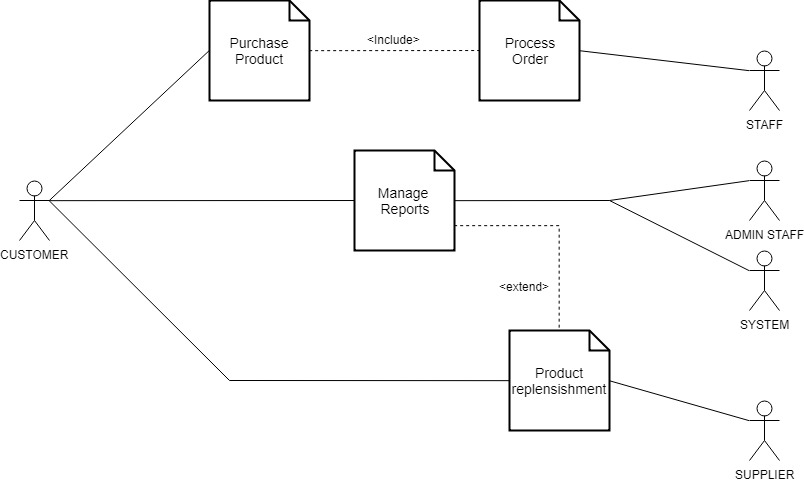 Purchase
Product
<Include>
Process
Order
STAFF
Manage
Reports
CUSTOMER
ADMIN STAFF
<extend>
SYSTEM
Product
replensishment
SUPPLIER